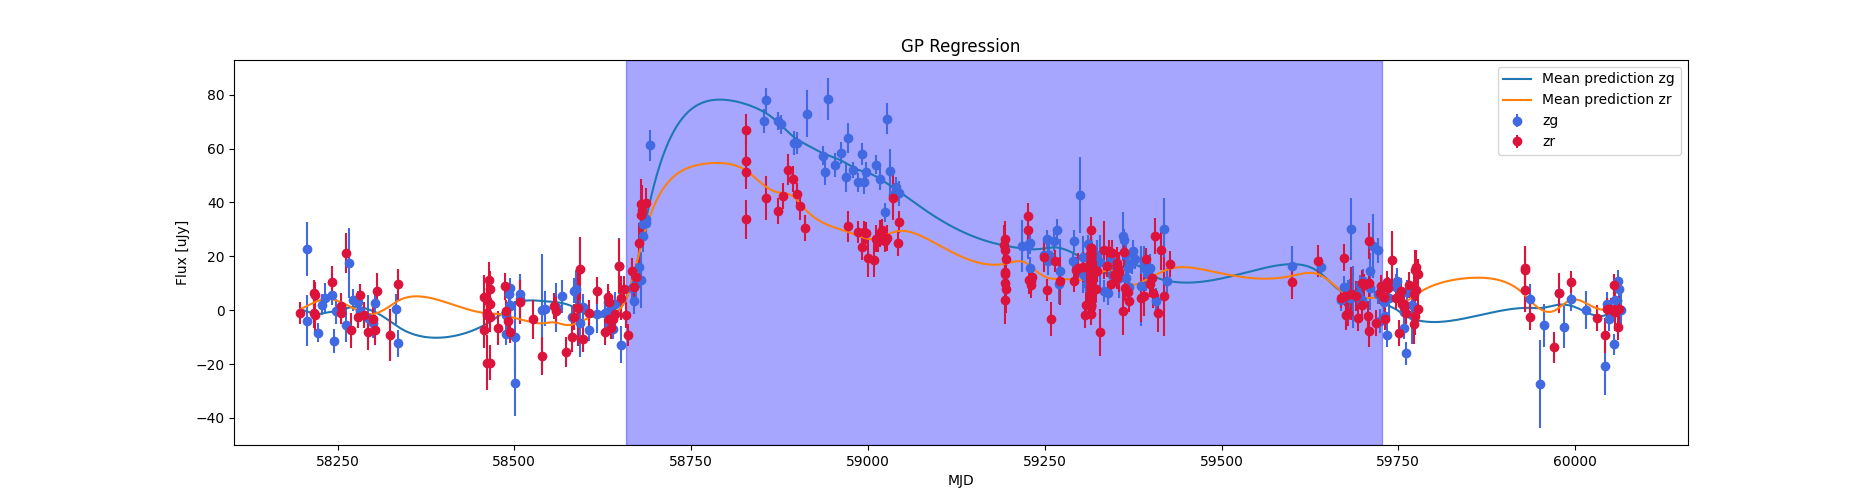 GP Regression
Flux [uJy]
80
60
40
20
0
−20
−40
Mean prediction zg
Mean prediction zr
zg
zr
58250
58500
58750
59000
59250
59500
59750
60000
MJD